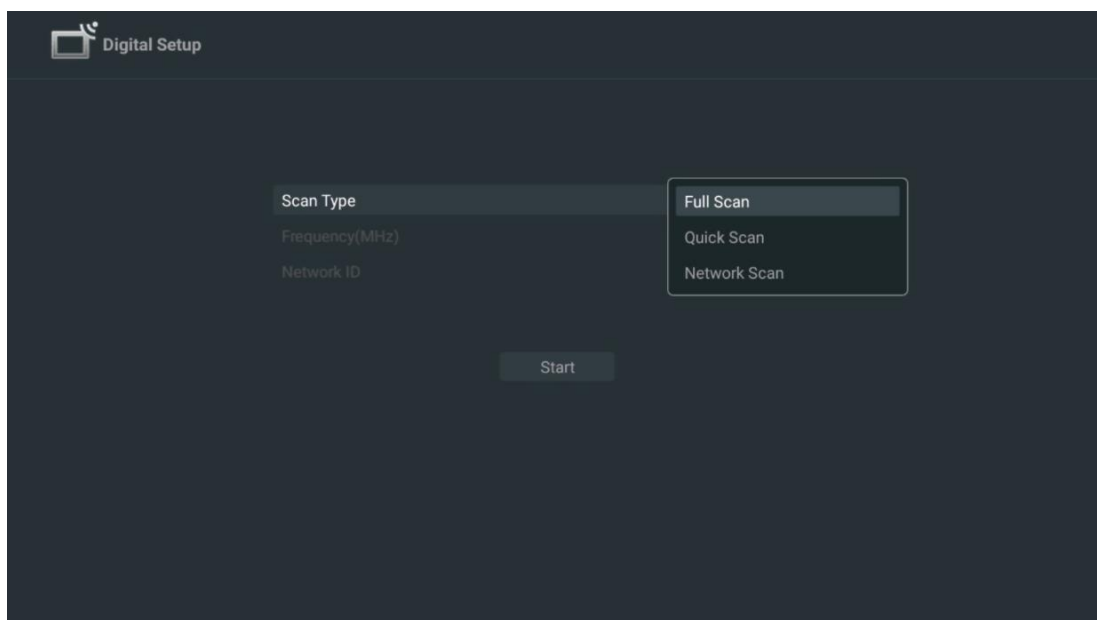 Digital Setup
Scan Type
Full Scan
Frequency(MHz)
Quick Scan
Network ID
Network Scan
Start